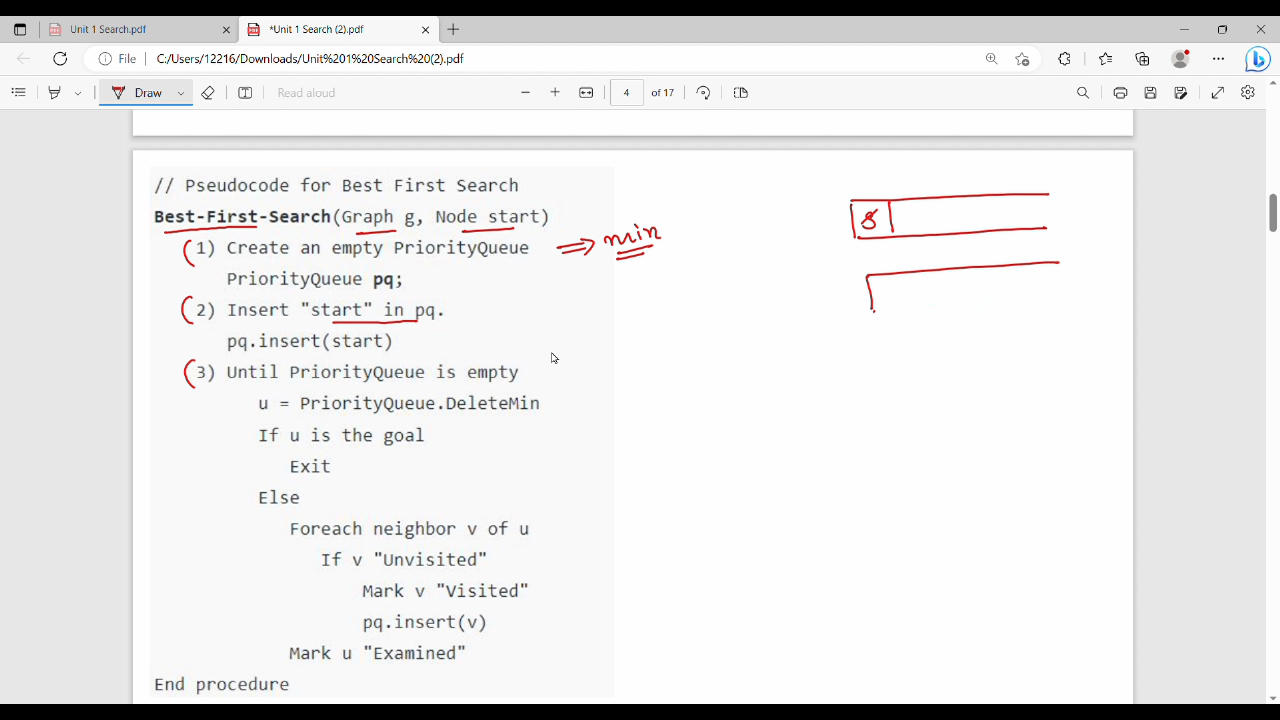 Unit 1 Search.pdf
*Unit 1 Search (2).pdf
File C:/Users/12216/Downloads/Unit%201%20Search%20(2).pdf
Draw Read aloud 4 of 17
// Pseudocode for Best First Search
Best-First-Search(Graph g, Node start)
1) Create an empty PriorityQueue
min
PriorityQueue pq;
2) Insert "start" in pq.
pq.insert(start)
3) Until PriorityQueue is empty
u = PriorityQueue.DeleteMin
If u is the goal
Exit
Else
Foreach neighbor v of u
If v "Unvisited"
Mark v "Visited"
pq.insert(v)
Mark u "Examined"
End procedure